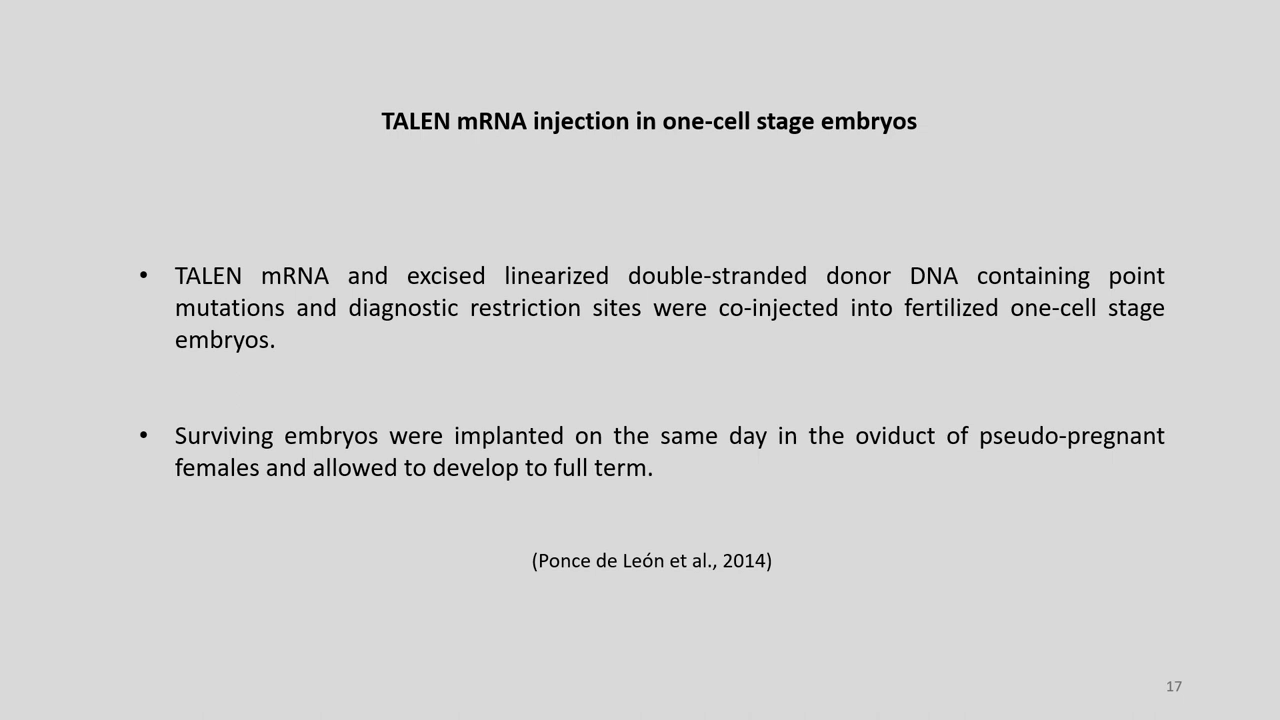 TALEN mRNA injection in one-cell stage embryos
• TALEN mRNA and excised linearized double-stranded donor DNA containing point
mutations and diagnostic restriction sites were co-injected into fertilized one-cell stage
embryos.
• Surviving embryos were implanted on the same day in the oviduct of pseudo-pregnant
females and allowed to develop to full term.
(Ponce de León et al., 2014)
17